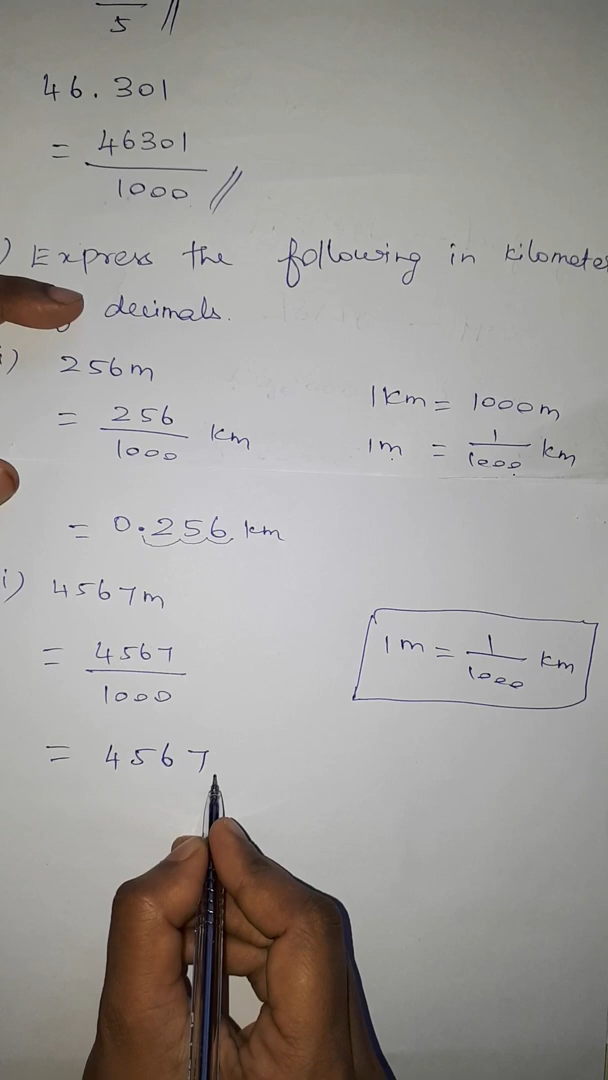 5 //
46.301
= 46301
1000 //
) Express the following in kilomete
decimals.
i) 256m
= 256 km
1000
1km = 1000m
1m = 1 km
1000
= 0.256 km
i) 4567m
= 4567
1000
1m = 1 km
1000
= 4567